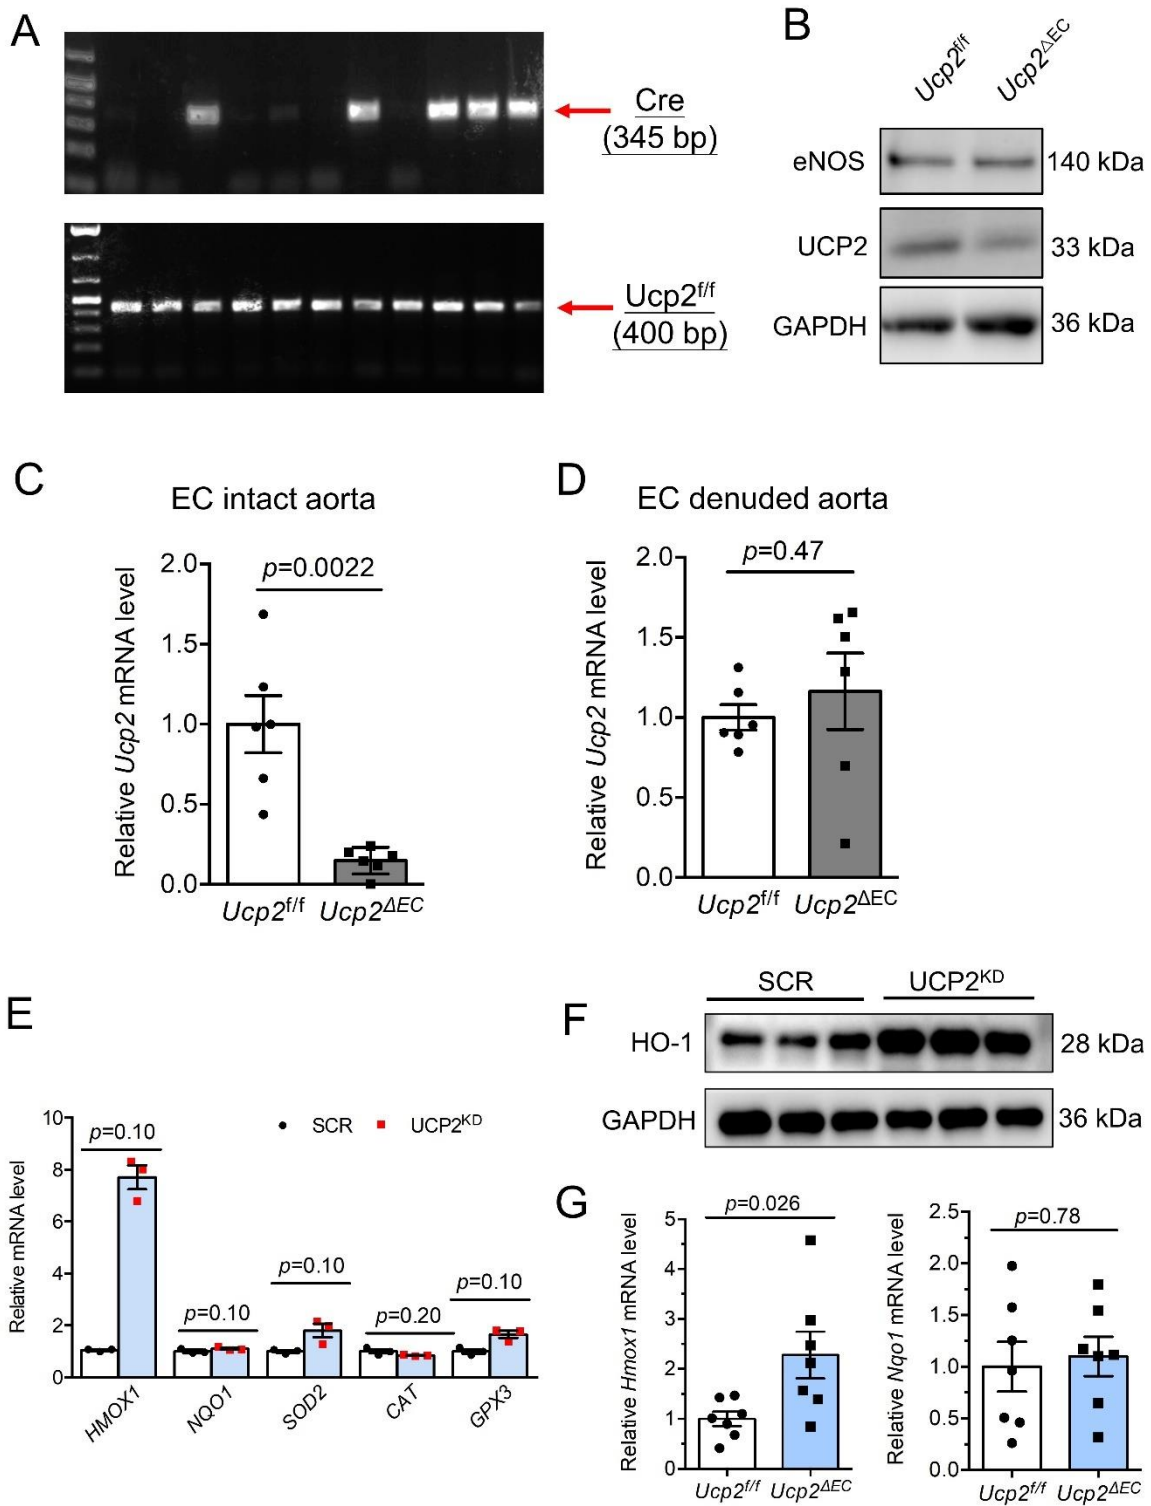 A
Cre
(345 bp)
Ucp2f/f
(400 bp)
B
Ucp2f/f
Ucp2ΔEC
eNOS
140 kDa
UCP2
33 kDa
GAPDH
36 kDa
C
EC intact aorta
p=0.0022
Relative Ucp2 mRNA level
2.0
1.5
1.0
0.5
0.0
Ucp2f/f
Ucp2ΔEC
D
EC denuded aorta
p=0.47
Relative Ucp2 mRNA level
2.0
1.5
1.0
0.5
0.0
Ucp2f/f
Ucp2ΔEC
E
Relative mRNA level
10
8
6
4
2
0
SCR
UCP2KD
p=0.10
p=0.10
p=0.10
p=0.20
p=0.10
HMOX1
NQO1
SOD2
CAT
GPX3
F
SCR
UCP2KD
HO-1
28 kDa
GAPDH
36 kDa
G
p=0.026
Relative Hmox1 mRNA level
5
4
3
2
1
0
Ucp2f/f
Ucp2ΔEC
p=0.78
Relative Nqo1 mRNA level
2.5
2.0
1.5
1.0
0.5
0.0
Ucp2f/f
Ucp2ΔEC